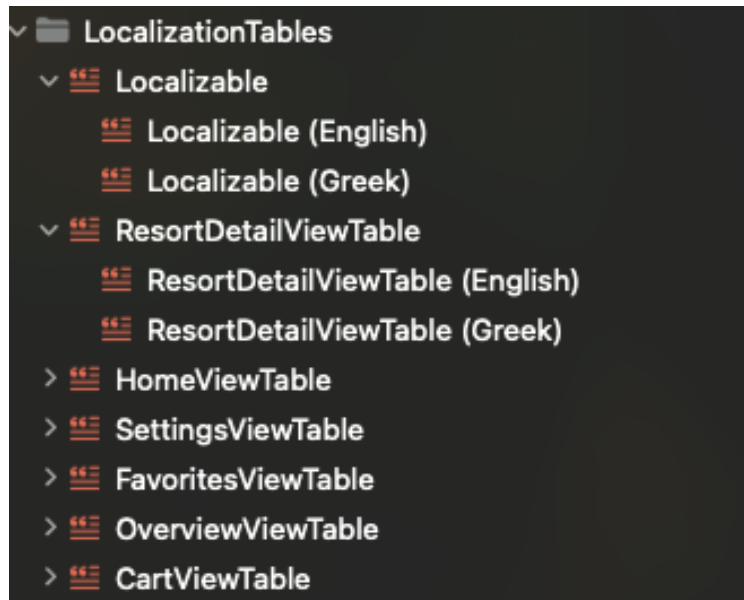 LocalizationTables
Localizable
Localizable (English)
Localizable (Greek)
ResortDetailViewTable
ResortDetailViewTable (English)
ResortDetailViewTable (Greek)
HomeViewTable
SettingsViewTable
FavoritesViewTable
OverviewViewTable
CartViewTable